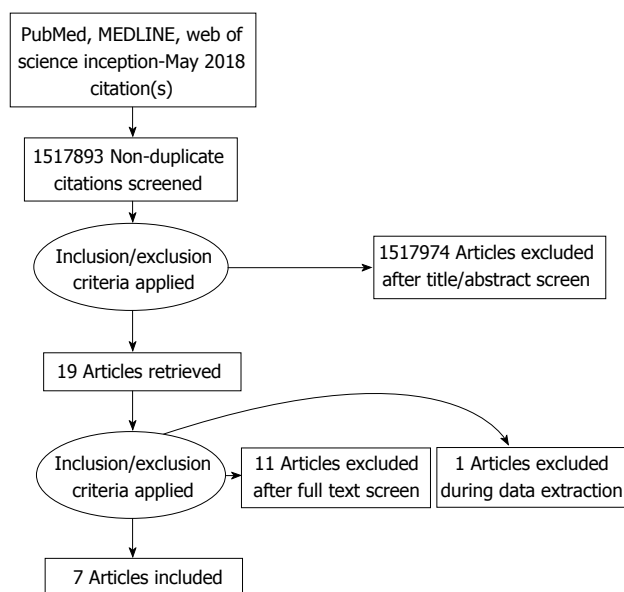 PubMed, MEDLINE, web of
science inception-May 2018
citation(s)
1517893 Non-duplicate
citations screened
Inclusion/exclusion
criteria applied
1517974 Articles excluded
after title/abstract screen
19 Articles retrieved
Inclusion/exclusion
criteria applied
11 Articles excluded
after full text screen
1 Articles excluded
during data extraction
7 Articles included